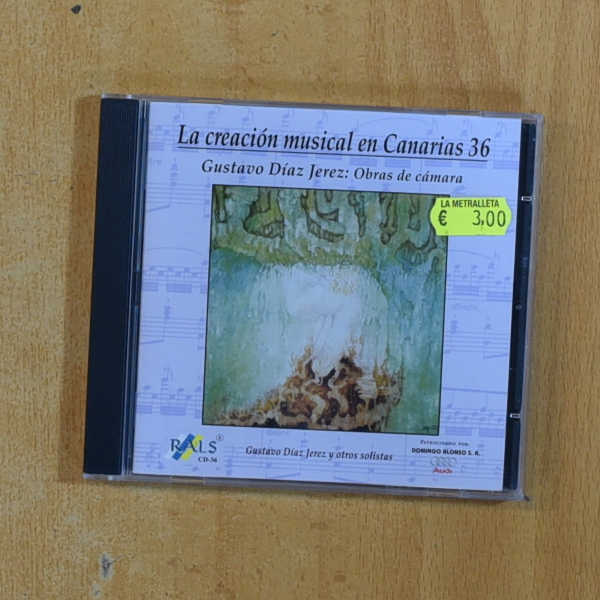 La creación musical en Canarias 36
Gustavo Díaz Jerez: Obras de cámara
LA METRALLETA
€ 3,00
RALS®
CD-36
Gustavo Díaz Jerez y otros solistas
PATROCINADO POR:
DOMINGO ALONSO S. A.
Audi